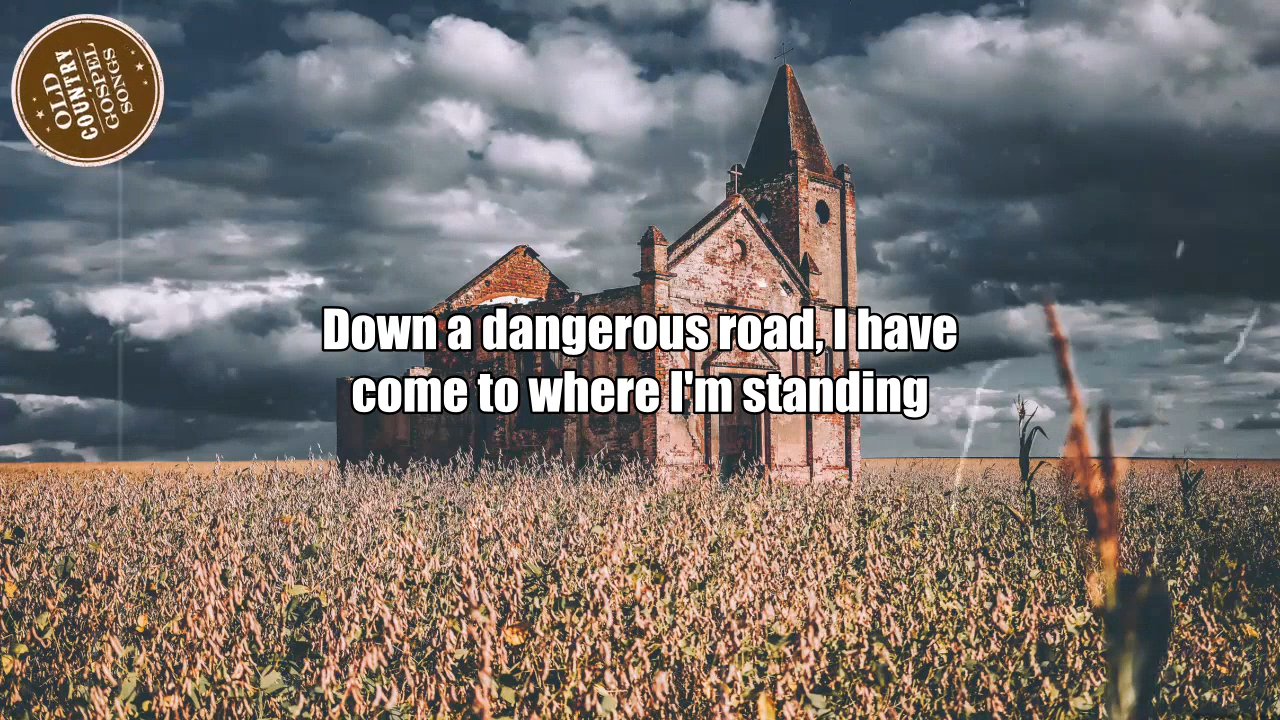 OLD
COUNTRY
GOSPEL
SONGS
Down a dangerous road, I have
come to where I'm standing